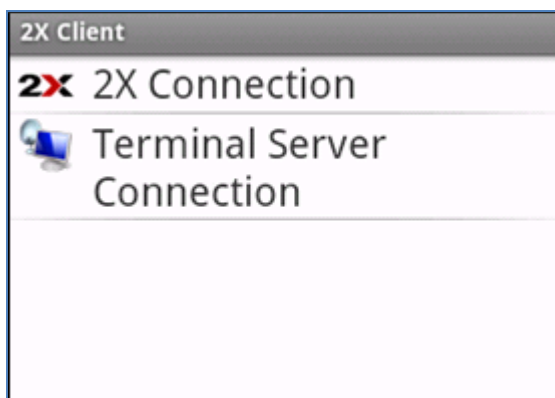 2X Client
2X 2X Connection
Terminal Server
Connection